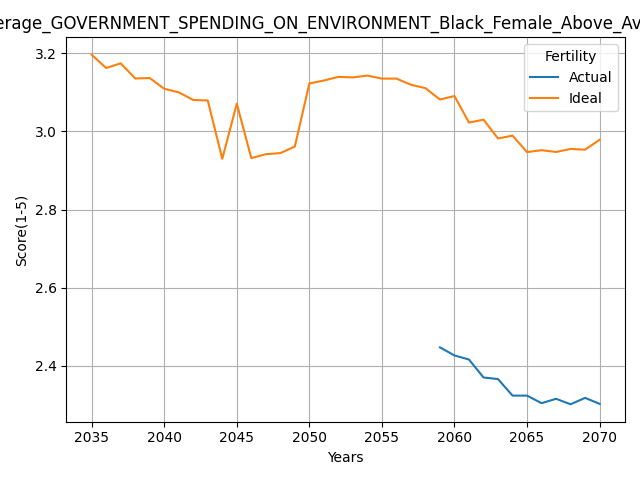 erage_GOVERNMENT_SPENDING_ON_ENVIRONMENT_Black_Female_Above_Av
Fertility
Actual
Ideal
Score(1-5)
3.2
3.0
2.8
2.6
2.4
2035 2040 2045 2050 2055 2060 2065 2070
Years